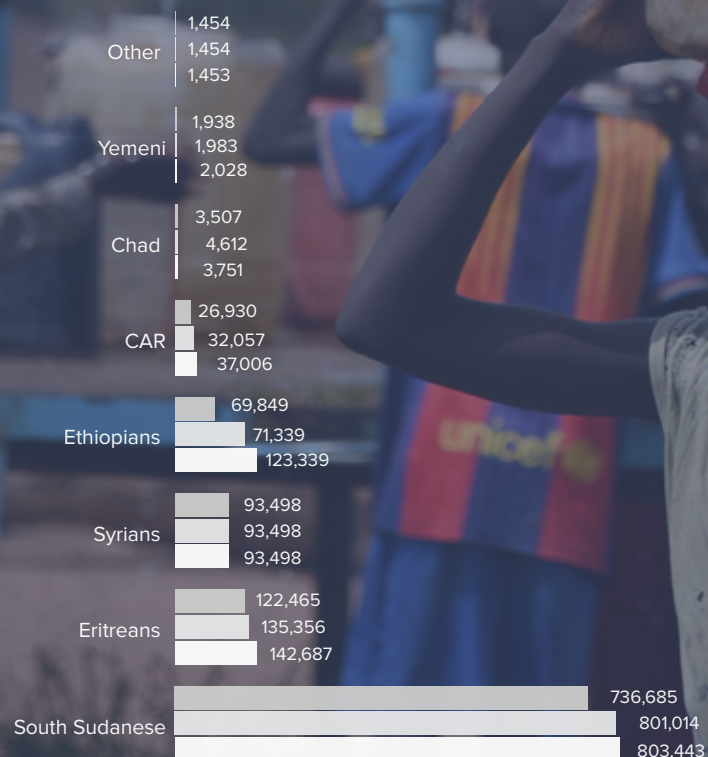 1,454
Other 1,454
1,453
1,938
Yemeni 1,983
2,028
3,507
Chad 4,612
3,751
26,930
CAR 32,057
37,006
69,849
Ethiopians 71,339
123,339
93,498
Syrians 93,498
93,498
122,465
Eritreans 135,356
142,687
736,685
South Sudanese 801,014
803,443
unicef